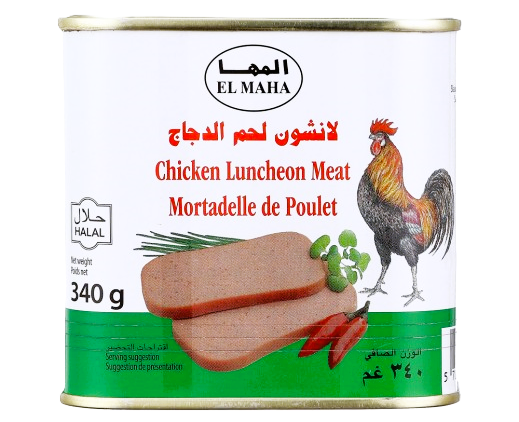 المها
EL MAHA
لانشون لحم الدجاج
Chicken Luncheon Meat
Mortadelle de Poulet
حلال
HALAL
Net weight
Poids net
340 g
اقتراحات التحضير
Serving suggestion
Suggestion de présentation
الوزن الصافي
٣٤٠ غم
5